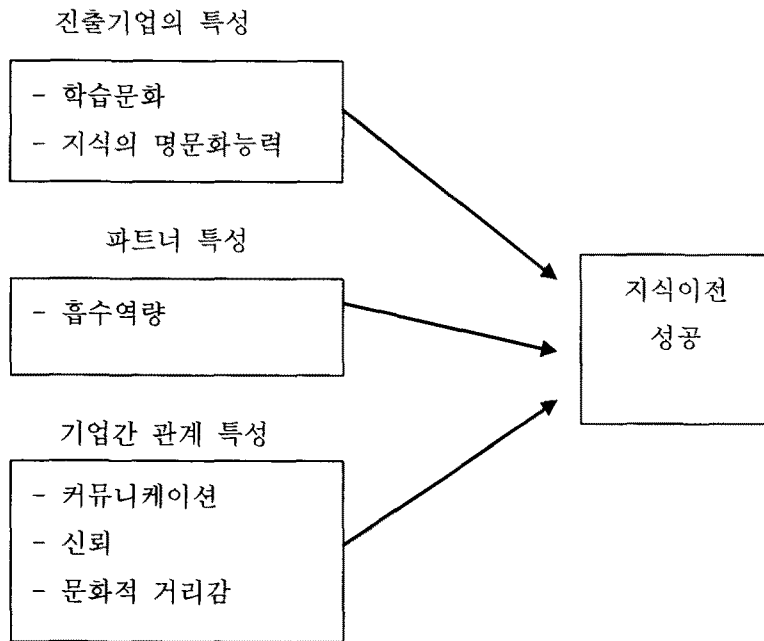 진출기업의 특성
- 학습문화
- 지식의 명문화능력
파트너 특성
- 흡수역량
기업간 관계 특성
- 커뮤니케이션
- 신뢰
- 문화적 거리감
지식이전
성공